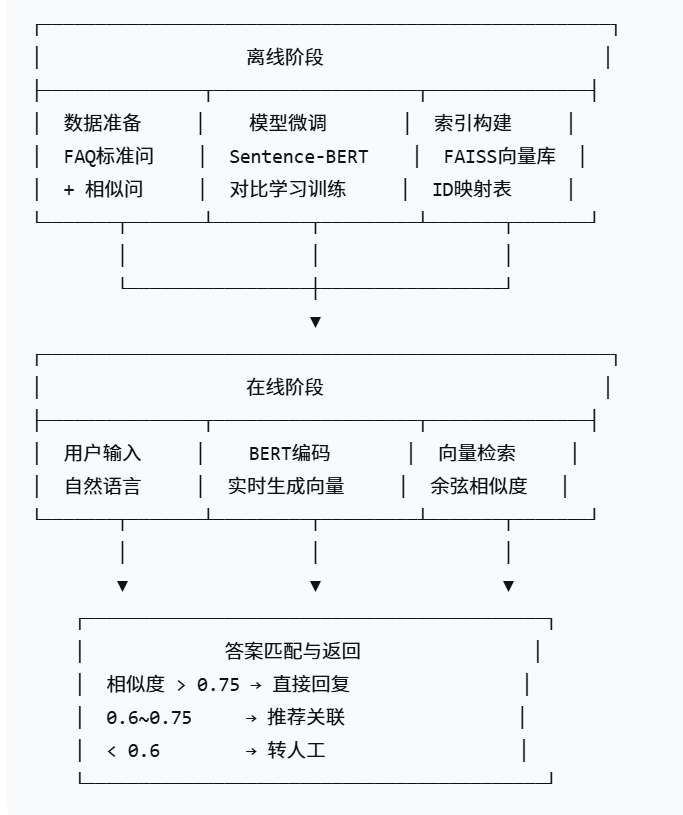 离线阶段
数据准备 模型微调 索引构建
FAQ标准问 Sentence-BERT FAISS向量库
+ 相似问 对比学习训练 ID映射表
在线阶段
用户输入 BERT编码 向量检索
自然语言 实时生成向量 余弦相似度
答案匹配与返回
相似度 > 0.75 → 直接回复
0.6~0.75 → 推荐关联
< 0.6 → 转人工